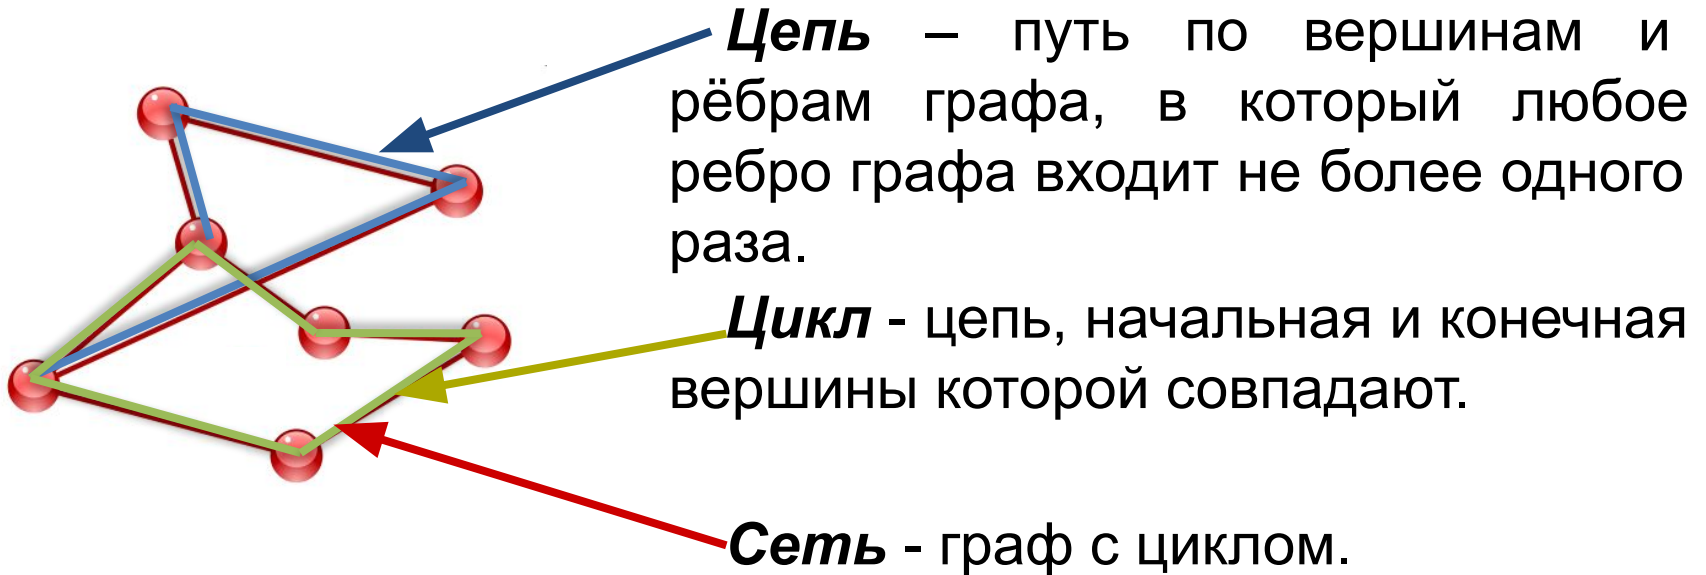 Цепь – путь по вершинам и
рёбрам графа, в который любое
ребро графа входит не более одного
раза.
Цикл - цепь, начальная и конечная
вершины которой совпадают.
Сеть - граф с циклом.